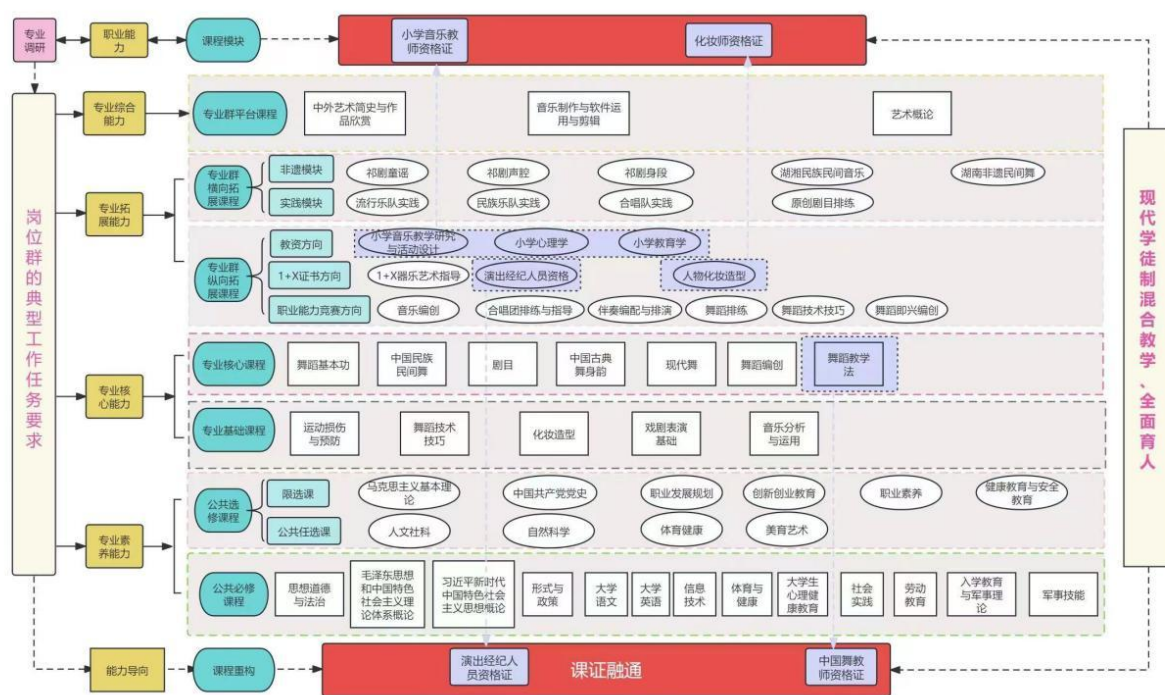 专业
调研
职业能
力
课程模块
小学音乐教
师资格证
化妆师资格证
岗位群的典型工作任务要求
专业综合
能力
专业群平台课程
中外艺术简史与作
品欣赏
音乐制作与软件运
用与剪辑
艺术概论
专业拓展能力
专业群
横向拓
展课程
非遗模块
祁剧童谣
祁剧声腔
祁剧身段
湖湘民族民间音乐
湖南非遗民间舞
实践模块
流行乐队实践
民族乐队实践
合唱队实践
原创剧目排练
专业群
纵向拓
展课程
教资方向
小学音乐教学研究
与活动设计
小学心理学
小学教育学
1+X证书方向
1+X器乐艺术指导
演出经纪人员资格
人物化妆造型
职业能力竞赛方向
音乐编创
合唱团排练与指导
伴奏编配与排演
舞蹈排练
舞蹈技术技巧
舞蹈即兴编创
专业核
心能力
专业核心课程
舞蹈基本功
中国民族
民间舞
剧目
中国古典
舞身韵
现代舞
舞蹈编创
舞蹈教学
法
专业基础课程
运动损伤
与预防
舞蹈技术
技巧
化妆造型
戏剧表演
基础
音乐分析
与运用
专业素
养能力
公共选
修课程
限选课
马克思主义基本理
论
中国共产党党史
职业发展规划
创新创业教育
职业素养
健康教育与安全
教育
公共任选课
人文社科
自然科学
体育健康
美育艺术
公共必修
课程
思想道德
与法治
毛泽东思想
和中国特色
社会主义理
论体系概论
习近平新时代
中国特色社会主
义思想概论
形式与
政策
大学
语文
大学
英语
信息
技术
体育与
健康
大学生
心理健
康教育
社会
实践
劳动
教育
入学教育
与军事理
论
军事技能
现代学徒制混合教学、全面育人
能力导向
课程重构
演出经纪人
员资格证
课证融通
中国舞教
师资格证